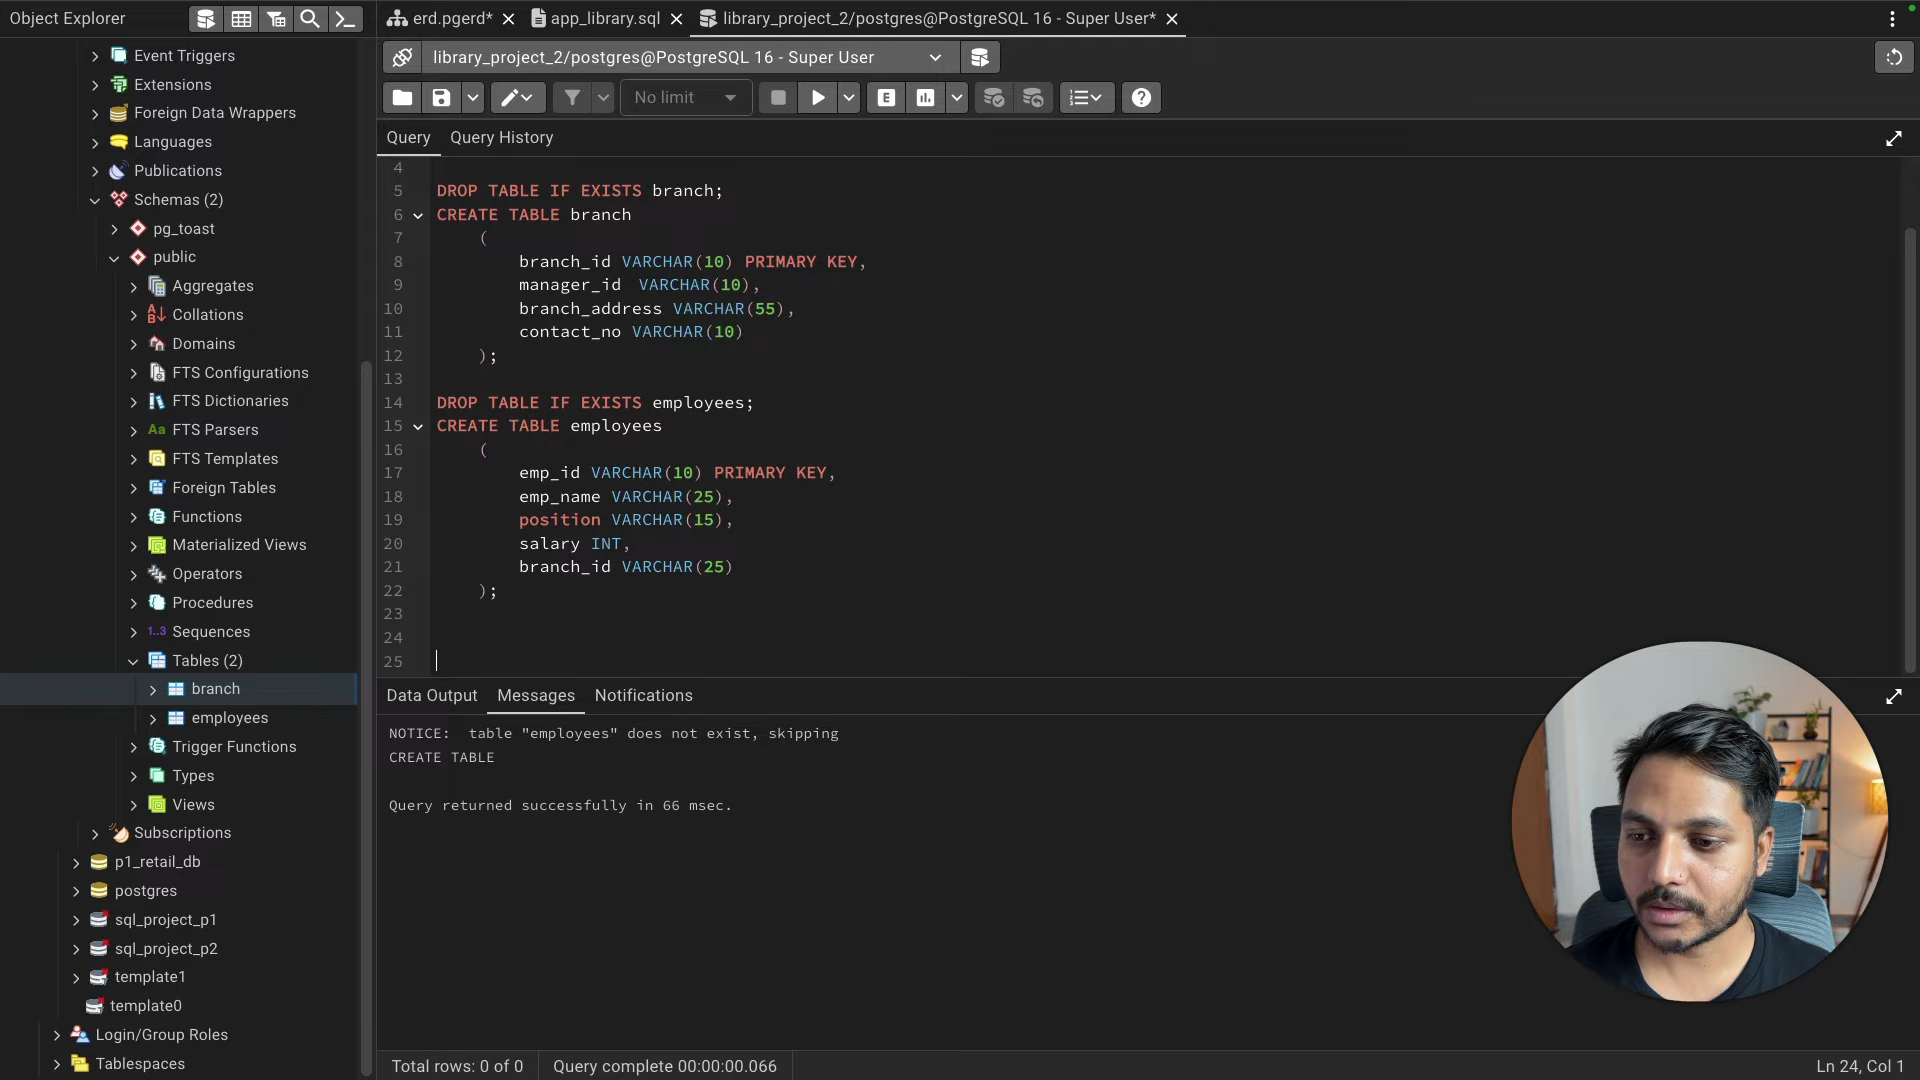 Object Explorer
erd.pgerd*
app_library.sql
library_project_2/postgres@PostgreSQL 16 - Super User*
library_project_2/postgres@PostgreSQL 16 - Super User
No limit
E
Query
Query History
Event Triggers
Extensions
Foreign Data Wrappers
Languages
Publications
Schemas (2)
pg_toast
public
Aggregates
Collations
Domains
FTS Configurations
FTS Dictionaries
Aa FTS Parsers
FTS Templates
Foreign Tables
Functions
Materialized Views
Operators
Procedures
1..3 Sequences
Tables (2)
branch
employees
Trigger Functions
Types
Views
Subscriptions
p1_retail_db
postgres
sql_project_p1
sql_project_p2
template1
template0
Login/Group Roles
Tablespaces
4
5 DROP TABLE IF EXISTS branch;
6 CREATE TABLE branch
7 (
8 branch_id VARCHAR(10) PRIMARY KEY,
9 manager_id  VARCHAR(10),
10 branch_address VARCHAR(55),
11 contact_no VARCHAR(10)
12 );
13
14 DROP TABLE IF EXISTS employees;
15 CREATE TABLE employees
16 (
17 emp_id VARCHAR(10) PRIMARY KEY,
18 emp_name VARCHAR(25),
19 position VARCHAR(15),
20 salary INT,
21 branch_id VARCHAR(25)
22 );
23
24
25
Data Output
Messages
Notifications
NOTICE:  table "employees" does not exist, skipping
CREATE TABLE
Query returned successfully in 66 msec.
Total rows: 0 of 0
Query complete 00:00:00.066
Ln 24, Col 1